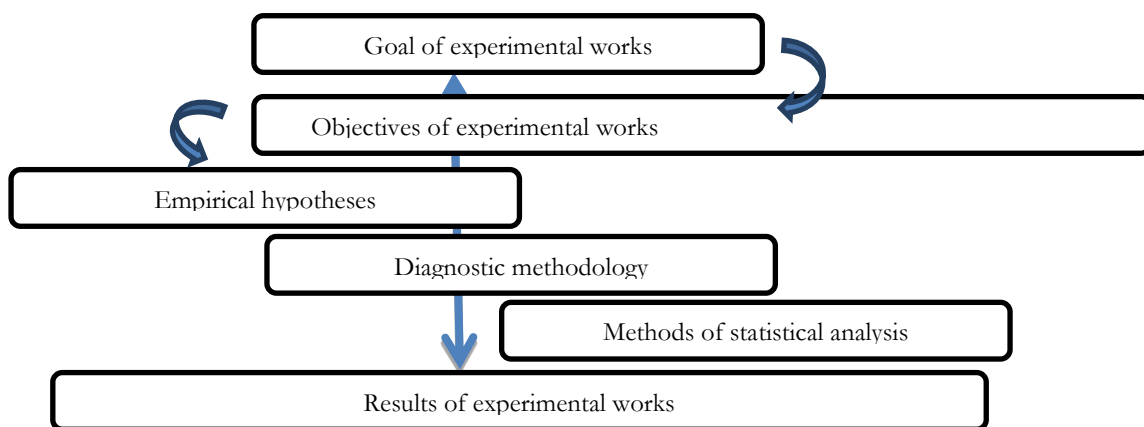 Goal of experimental works
Objectives of experimental works
Empirical hypotheses
Diagnostic methodology
Methods of statistical analysis
Results of experimental works